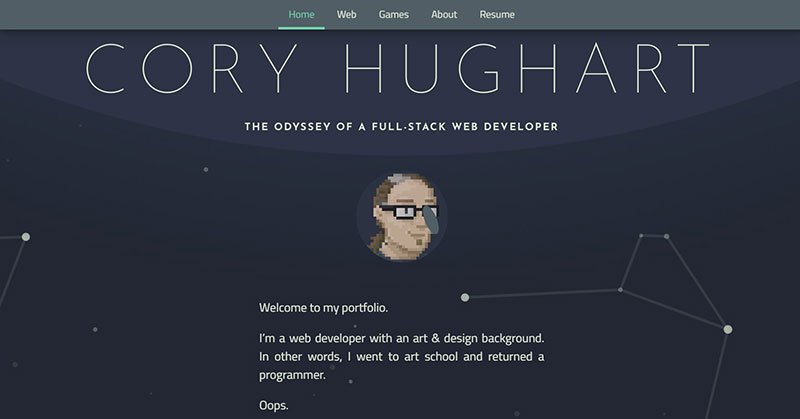 Home Web Games About Resume
CORY HUGHART
THE ODYSSEY OF A FULL-STACK WEB DEVELOPER
Welcome to my portfolio.
I'm a web developer with an art & design background.
In other words, I went to art school and returned a
programmer.
Oops.